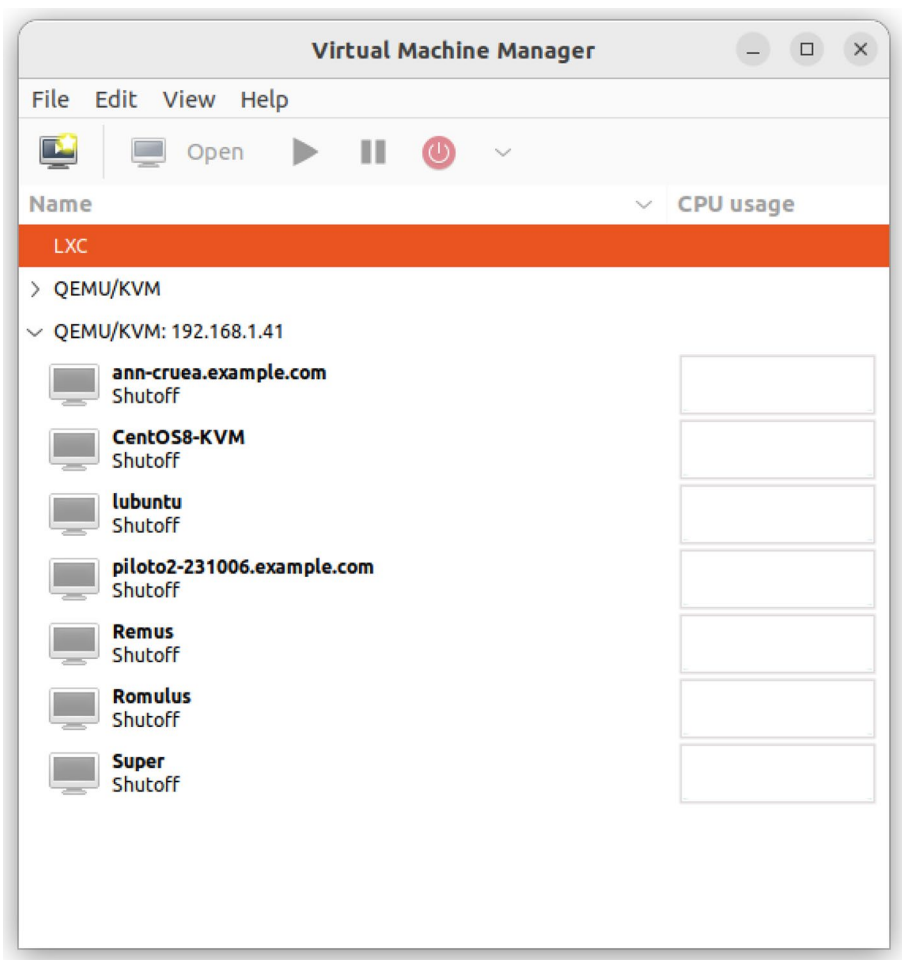 Virtual Machine Manager
File Edit View Help
Open
Name CPU usage
LXC
QEMU/KVM
QEMU/KVM: 192.168.1.41
ann-cruea.example.com
Shutoff
CentOS8-KVM
Shutoff
lubuntu
Shutoff
piloto2-231006.example.com
Shutoff
Remus
Shutoff
Romulus
Shutoff
Super
Shutoff